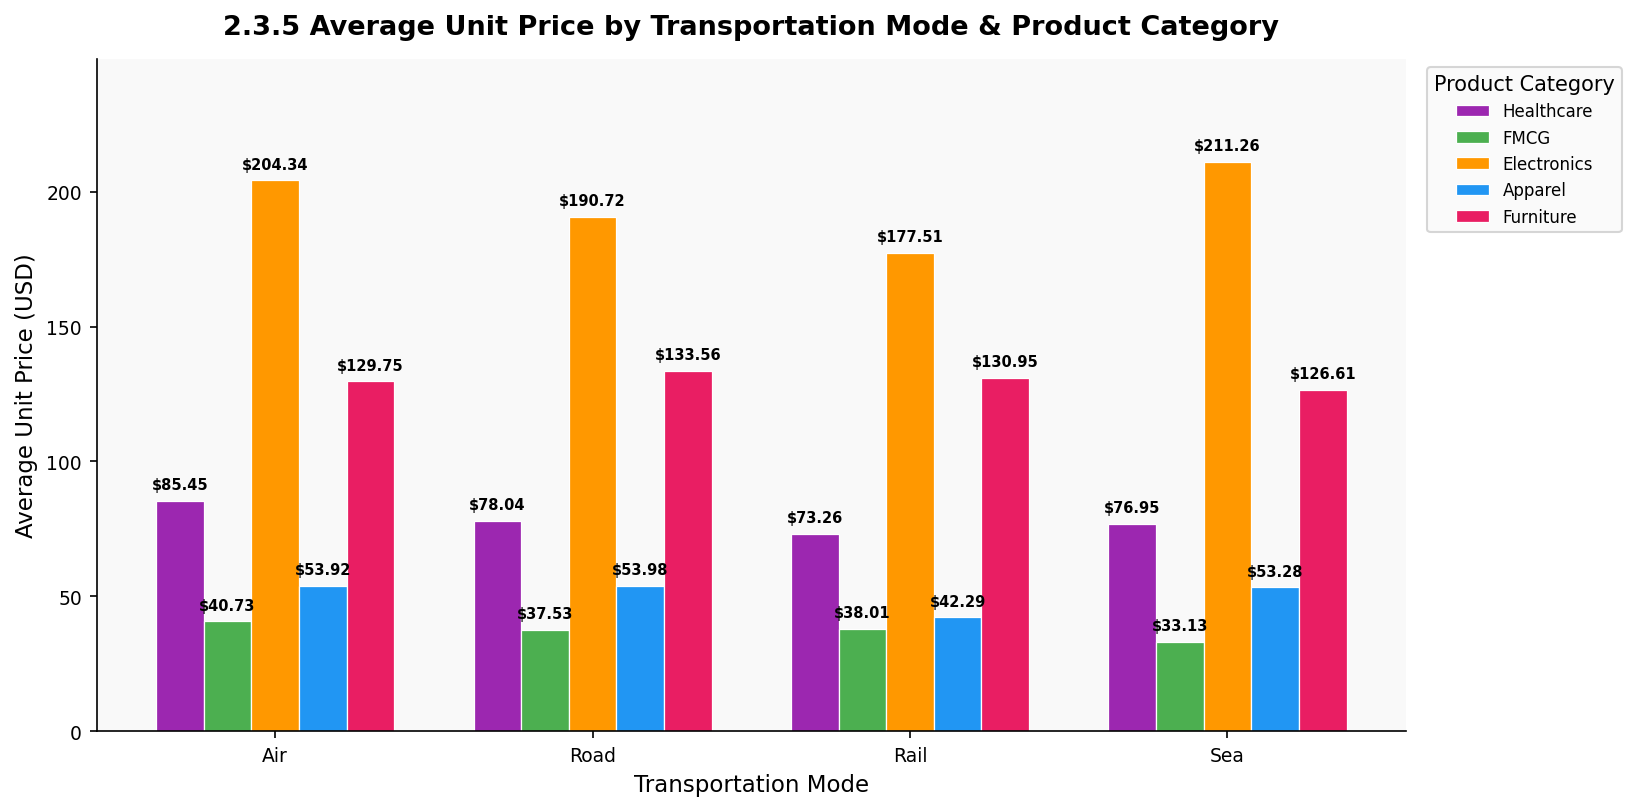 2.3.5 Average Unit Price by Transportation Mode & Product Category
Product Category
Healthcare
FMCG
Electronics
Apparel
Furniture
Average Unit Price (USD)
200
150
100
50
0
$85.45
$40.73
$204.34
$53.92
$129.75
$78.04
$37.53
$190.72
$53.98
$133.56
$73.26
$38.01
$177.51
$42.29
$130.95
$76.95
$33.13
$211.26
$53.28
$126.61
Air
Road
Rail
Sea
Transportation Mode